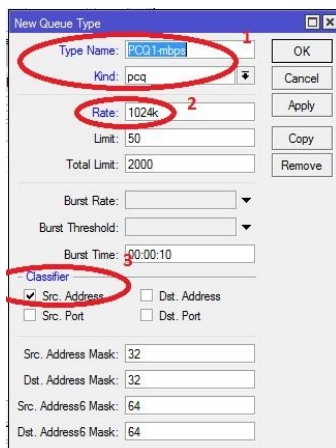 New Queue Type
1
Type Name: PCQ1-mbps
OK
Kind: pcq
Cancel
2
Rate: 1024k
Apply
Limit: 50
Copy
Total Limit: 2000
Remove
Burst Rate:
Burst Threshold:
Burst Time: 00:00:10
3
Classifier
Src. Address
Dst. Address
Src. Port
Dst. Port
Src. Address Mask: 32
Dst. Address Mask: 32
Src. Address6 Mask: 64
Dst. Address6 Mask: 64